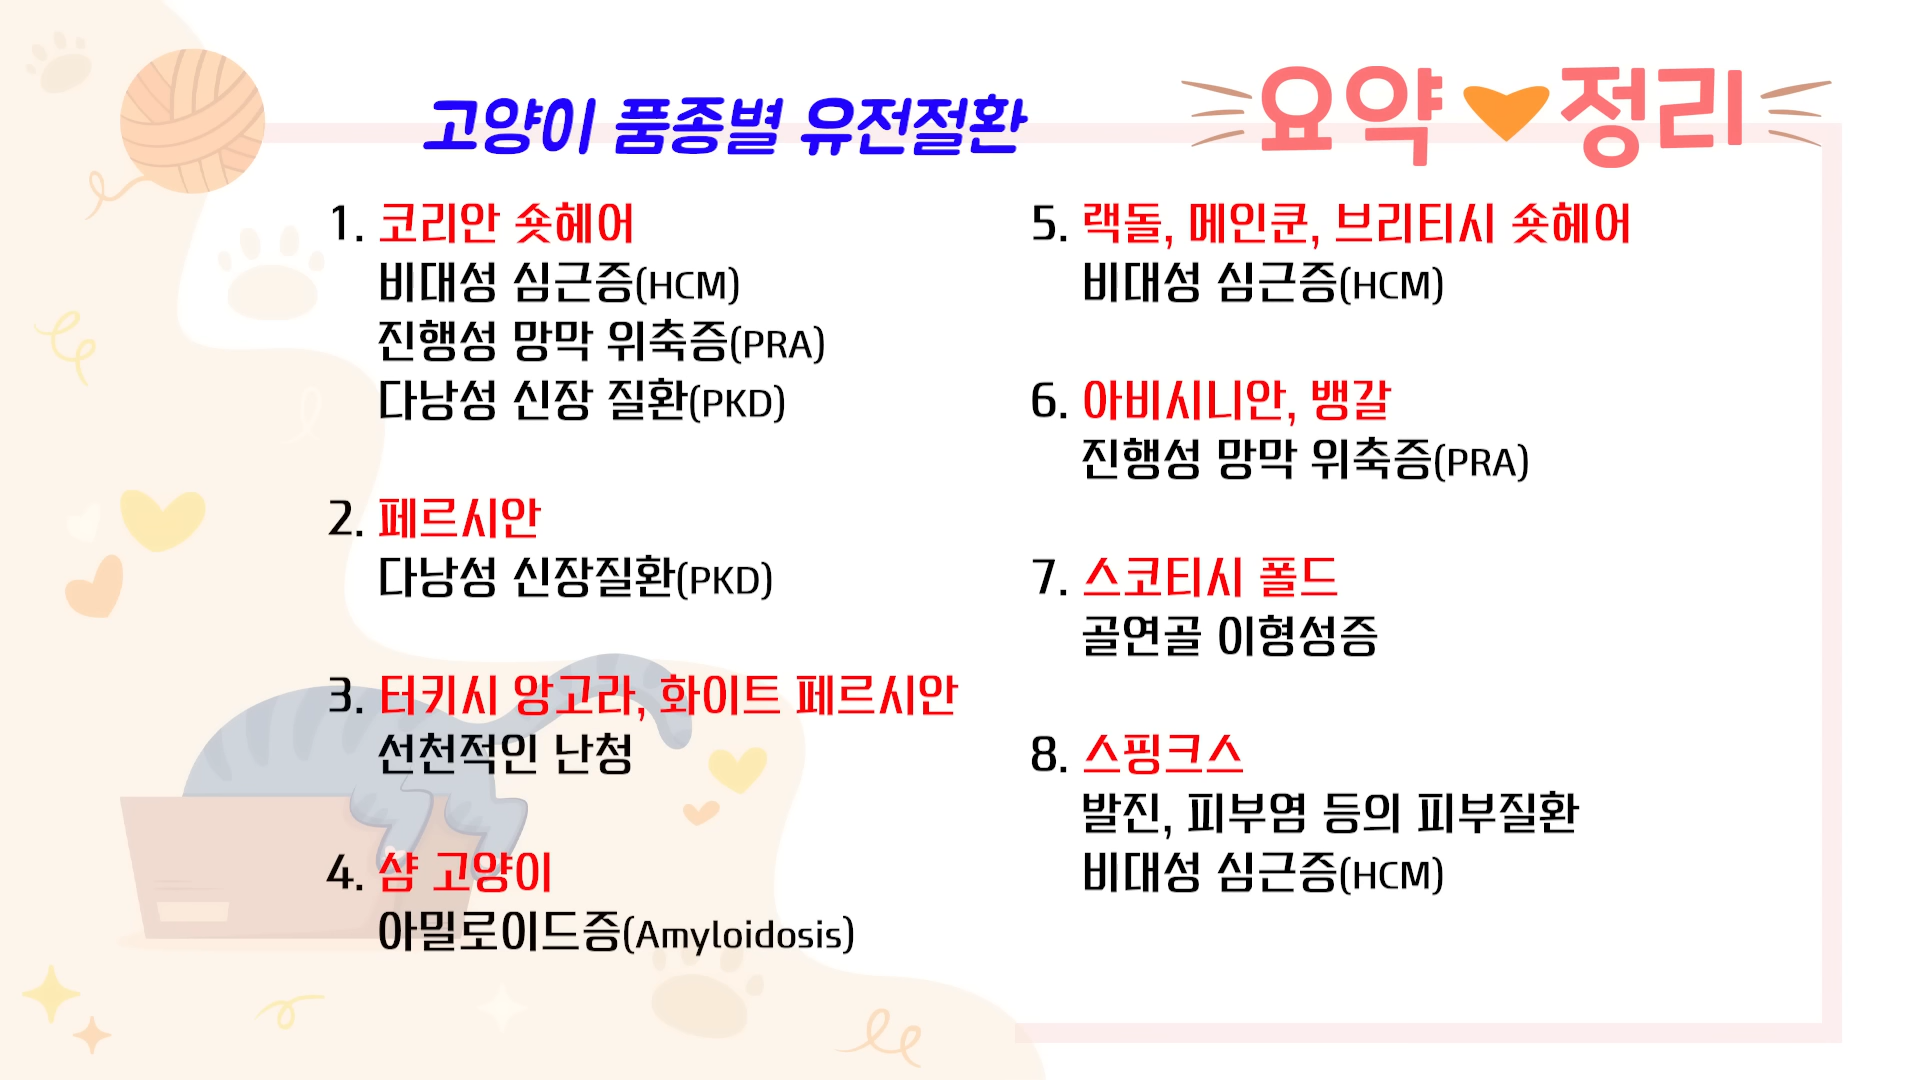 고양이 품종별 유전절환
요약 정리
1. 코리안 숏헤어
비대성 심근증(HCM)
진행성 망막 위축증(PRA)
다낭성 신장 질환(PKD)
2. 페르시안
다낭성 신장질환(PKD)
3. 터키시 앙고라, 화이트 페르시안
선천적인 난청
4. 샴 고양이
아밀로이드증(Amyloidosis)
5. 랙돌, 메인쿤, 브리티시 숏헤어
비대성 심근증(HCM)
6. 아비시니안, 뱅갈
진행성 망막 위축증(PRA)
7. 스코티시 폴드
골연골 이형성증
8. 스핑크스
발진, 피부염 등의 피부질환
비대성 심근증(HCM)